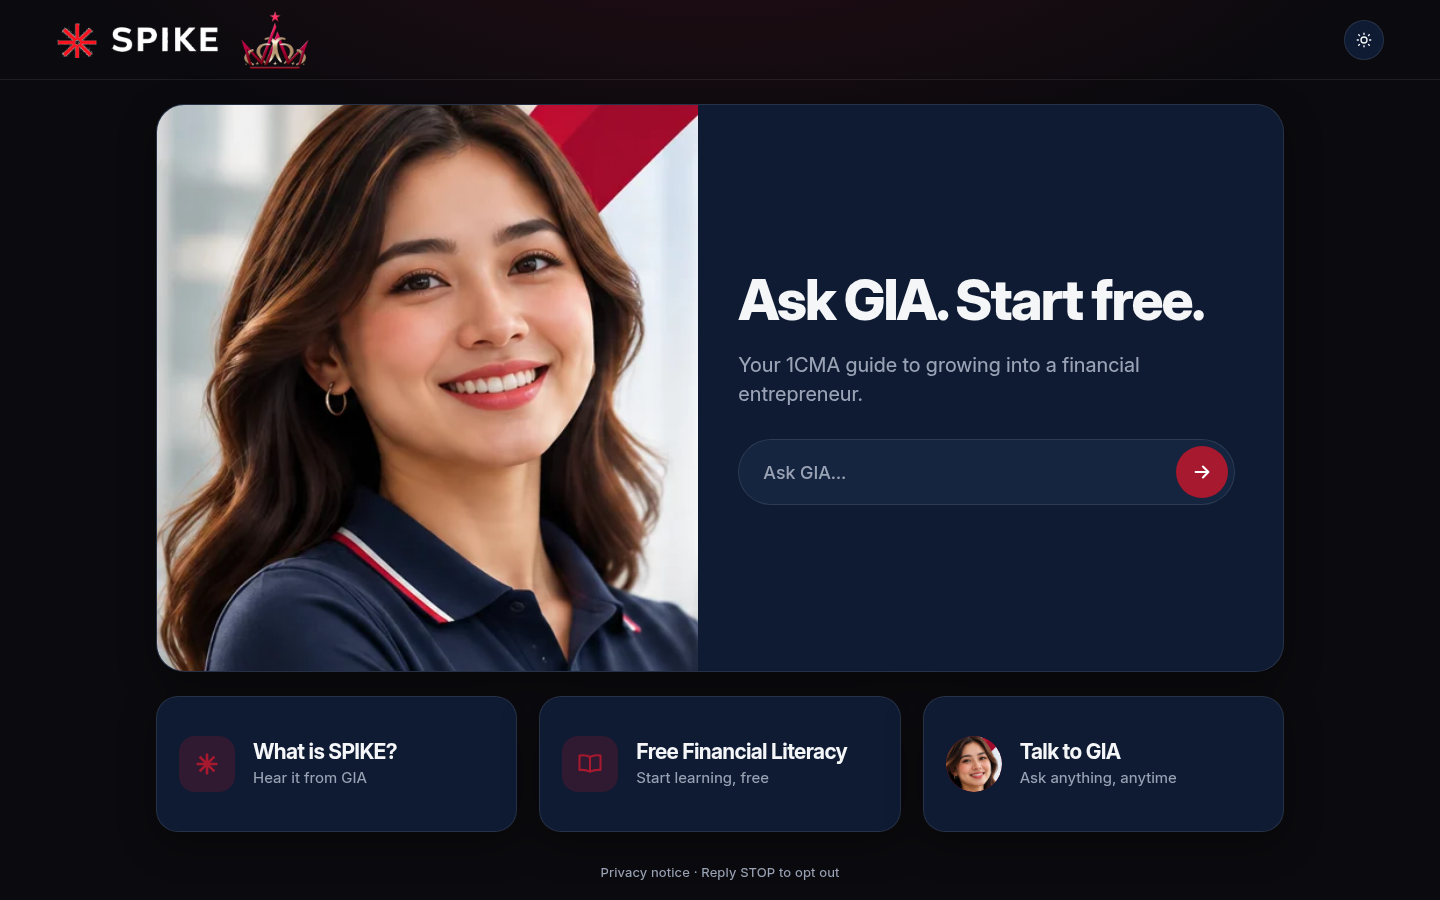 SPIKE
Ask GIA. Start free.
Your 1CMA guide to growing into a financial
entrepreneur.
Ask GIA...
What is SPIKE?
Hear it from GIA
Free Financial Literacy
Start learning, free
Talk to GIA
Ask anything, anytime
Privacy notice · Reply STOP to opt out